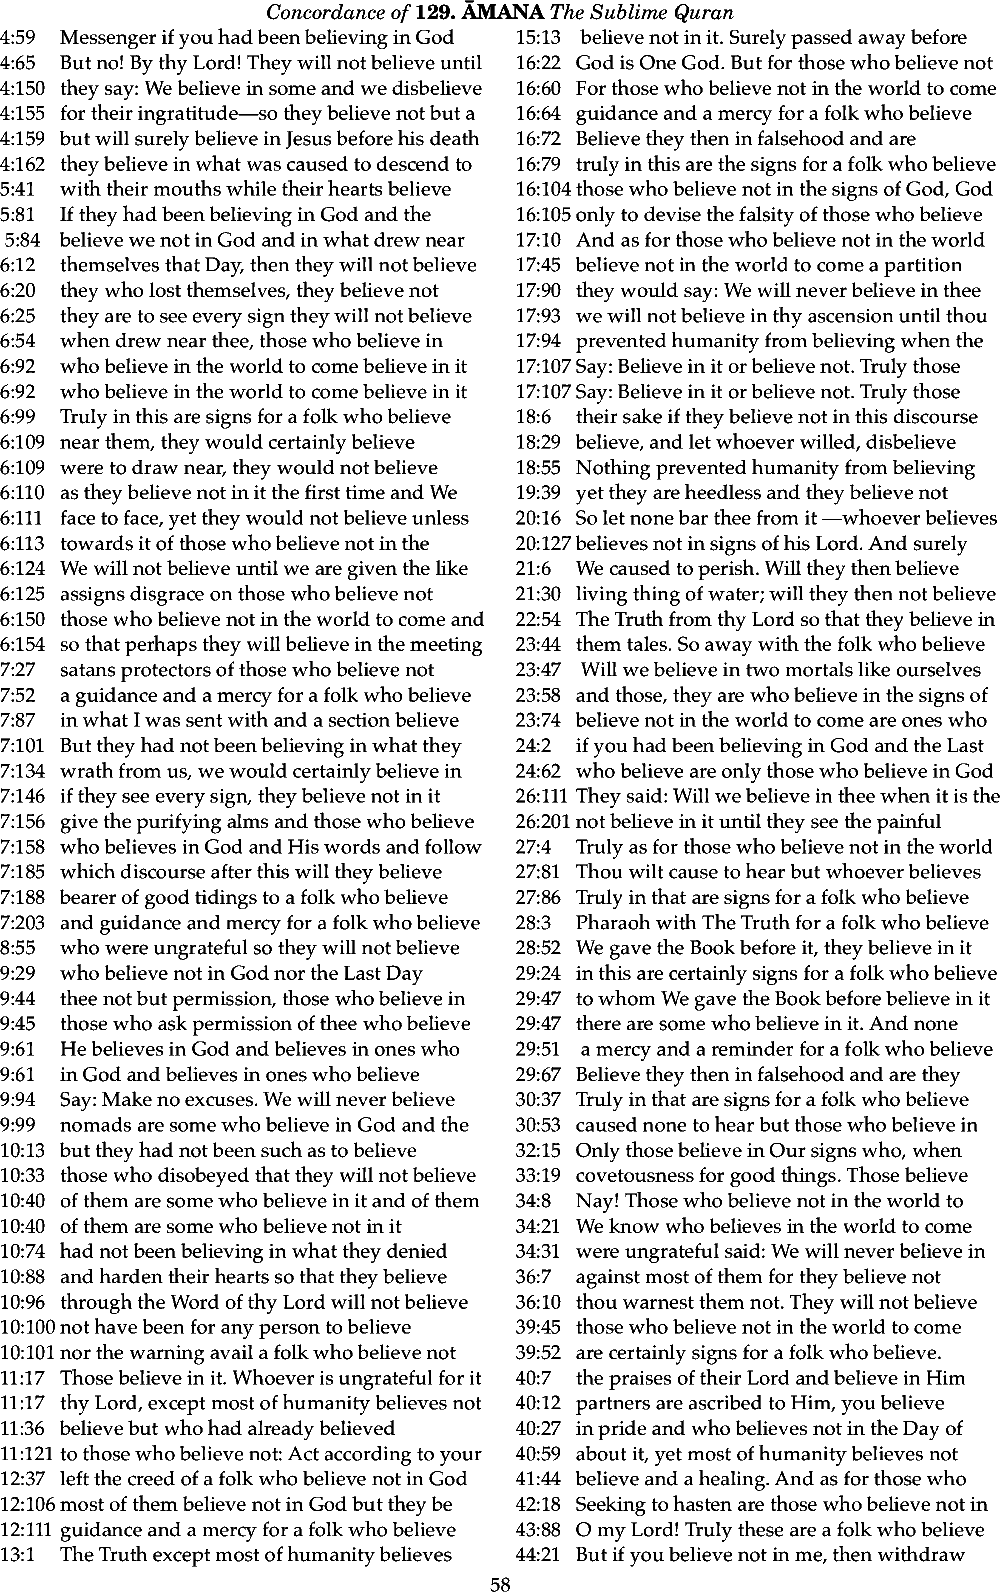 Concordance of 129. ĀMANA The Sublime Quran
4:59 Messenger if you had been believing in God
4:65 But no! By thy Lord! They will not believe until
4:150 they say: We believe in some and we disbelieve
4:155 for their ingratitude—so they believe not but a
4:159 but will surely believe in Jesus before his death
4:162 they believe in what was caused to descend to
5:41 with their mouths while their hearts believe
5:81 If they had been believing in God and the
5:84 believe we not in God and in what drew near
6:12 themselves that Day, then they will not believe
6:20 they who lost themselves, they believe not
6:25 they are to see every sign they will not believe
6:54 when drew near thee, those who believe in
6:92 who believe in the world to come believe in it
6:92 who believe in the world to come believe in it
6:99 Truly in this are signs for a folk who believe
6:109 near them, they would certainly believe
6:109 were to draw near, they would not believe
6:110 as they believe not in it the first time and We
6:111 face to face, yet they would not believe unless
6:113 towards it of those who believe not in the
6:124 We will not believe until we are given the like
6:125 assigns disgrace on those who believe not
6:150 those who believe not in the world to come and
6:154 so that perhaps they will believe in the meeting
7:27 satans protectors of those who believe not
7:52 a guidance and a mercy for a folk who believe
7:87 in what I was sent with and a section believe
7:101 But they had not been believing in what they
7:134 wrath from us, we would certainly believe in
7:146 if they see every sign, they believe not in it
7:156 give the purifying alms and those who believe
7:158 who believes in God and His words and follow
7:185 which discourse after this will they believe
7:188 bearer of good tidings to a folk who believe
7:203 and guidance and mercy for a folk who believe
8:55 who were ungrateful so they will not believe
9:29 who believe not in God nor the Last Day
9:44 thee not but permission, those who believe in
9:45 those who ask permission of thee who believe
9:61 He believes in God and believes in ones who
9:61 in God and believes in ones who believe
9:94 Say: Make no excuses. We will never believe
9:99 nomads are some who believe in God and the
10:13 but they had not been such as to believe
10:33 those who disobeyed that they will not believe
10:40 of them are some who believe in it and of them
10:40 of them are some who believe not in it
10:74 had not been believing in what they denied
10:88 and harden their hearts so that they believe
10:96 through the Word of thy Lord will not believe
10:100 not have been for any person to believe
10:101 nor the warning avail a folk who believe not
11:17 Those believe in it. Whoever is ungrateful for it
11:17 thy Lord, except most of humanity believes not
11:36 believe but who had already believed
11:121 to those who believe not: Act according to your
12:37 left the creed of a folk who believe not in God
12:106 most of them believe not in God but they be
12:111 guidance and a mercy for a folk who believe
13:1 The Truth except most of humanity believes
15:13 believe not in it. Surely passed away before
16:22 God is One God. But for those who believe not
16:60 For those who believe not in the world to come
16:64 guidance and a mercy for a folk who believe
16:72 Believe they then in falsehood and are
16:79 truly in this are the signs for a folk who believe
16:104 those who believe not in the signs of God, God
16:105 only to devise the falsity of those who believe
17:10 And as for those who believe not in the world
17:45 believe not in the world to come a partition
17:90 they would say: We will never believe in thee
17:93 we will not believe in thy ascension until thou
17:94 prevented humanity from believing when the
17:107 Say: Believe in it or believe not. Truly those
17:107 Say: Believe in it or believe not. Truly those
18:6 their sake if they believe not in this discourse
18:29 believe, and let whoever willed, disbelieve
18:55 Nothing prevented humanity from believing
19:39 yet they are heedless and they believe not
20:16 So let none bar thee from it —whoever believes
20:127 believes not in signs of his Lord. And surely
21:6 We caused to perish. Will they then believe
21:30 living thing of water; will they then not believe
22:54 The Truth from thy Lord so that they believe in
23:44 them tales. So away with the folk who believe
23:47 Will we believe in two mortals like ourselves
23:58 and those, they are who believe in the signs of
23:74 believe not in the world to come are ones who
24:2 if you had been believing in God and the Last
24:62 who believe are only those who believe in God
26:111 They said: Will we believe in thee when it is the
26:201 not believe in it until they see the painful
27:4 Truly as for those who believe not in the world
27:81 Thou wilt cause to hear but whoever believes
27:86 Truly in that are signs for a folk who believe
28:3 Pharaoh with The Truth for a folk who believe
28:52 We gave the Book before it, they believe in it
29:24 in this are certainly signs for a folk who believe
29:47 to whom We gave the Book before believe in it
29:47 there are some who believe in it. And none
29:51 a mercy and a reminder for a folk who believe
29:67 Believe they then in falsehood and are they
30:37 Truly in that are signs for a folk who believe
30:53 caused none to hear but those who believe in
32:15 Only those believe in Our signs who, when
33:19 covetousness for good things. Those believe
34:8 Nay! Those who believe not in the world to
34:21 We know who believes in the world to come
34:31 were ungrateful said: We will never believe in
36:7 against most of them for they believe not
36:10 thou warnest them not. They will not believe
39:45 those who believe not in the world to come
39:52 are certainly signs for a folk who believe.
40:7 the praises of their Lord and believe in Him
40:12 partners are ascribed to Him, you believe
40:27 in pride and who believes not in the Day of
40:59 about it, yet most of humanity believes not
41:44 believe and a healing. And as for those who
42:18 Seeking to hasten are those who believe not in
43:88 O my Lord! Truly these are a folk who believe
44:21 But if you believe not in me, then withdraw
58